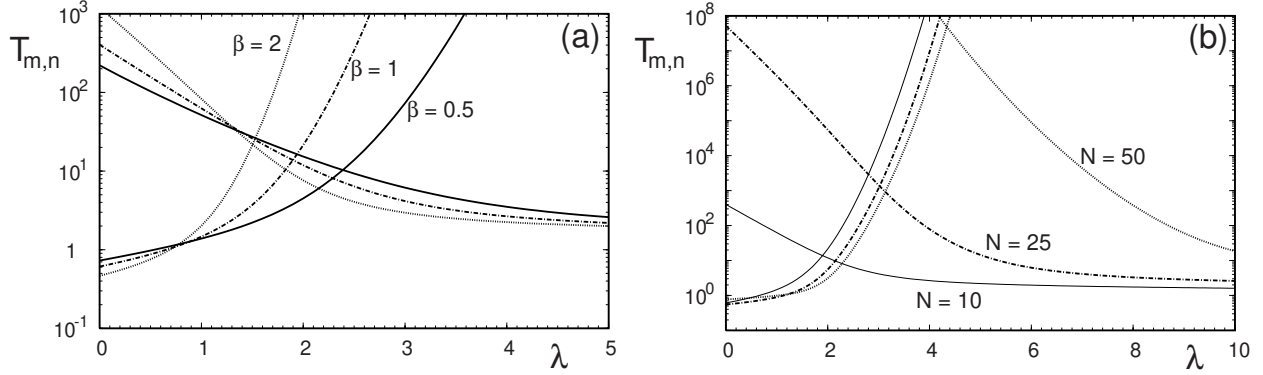 (a)
T_{m,n}
10^3
10^2
10^1
1
10^{-1}
β = 2
β = 1
β = 0.5
0 1 2 3 4 5
λ
(b)
T_{m,n}
10^8
10^6
10^4
10^2
10^0
N = 50
N = 25
N = 10
0 2 4 6 8 10
λ